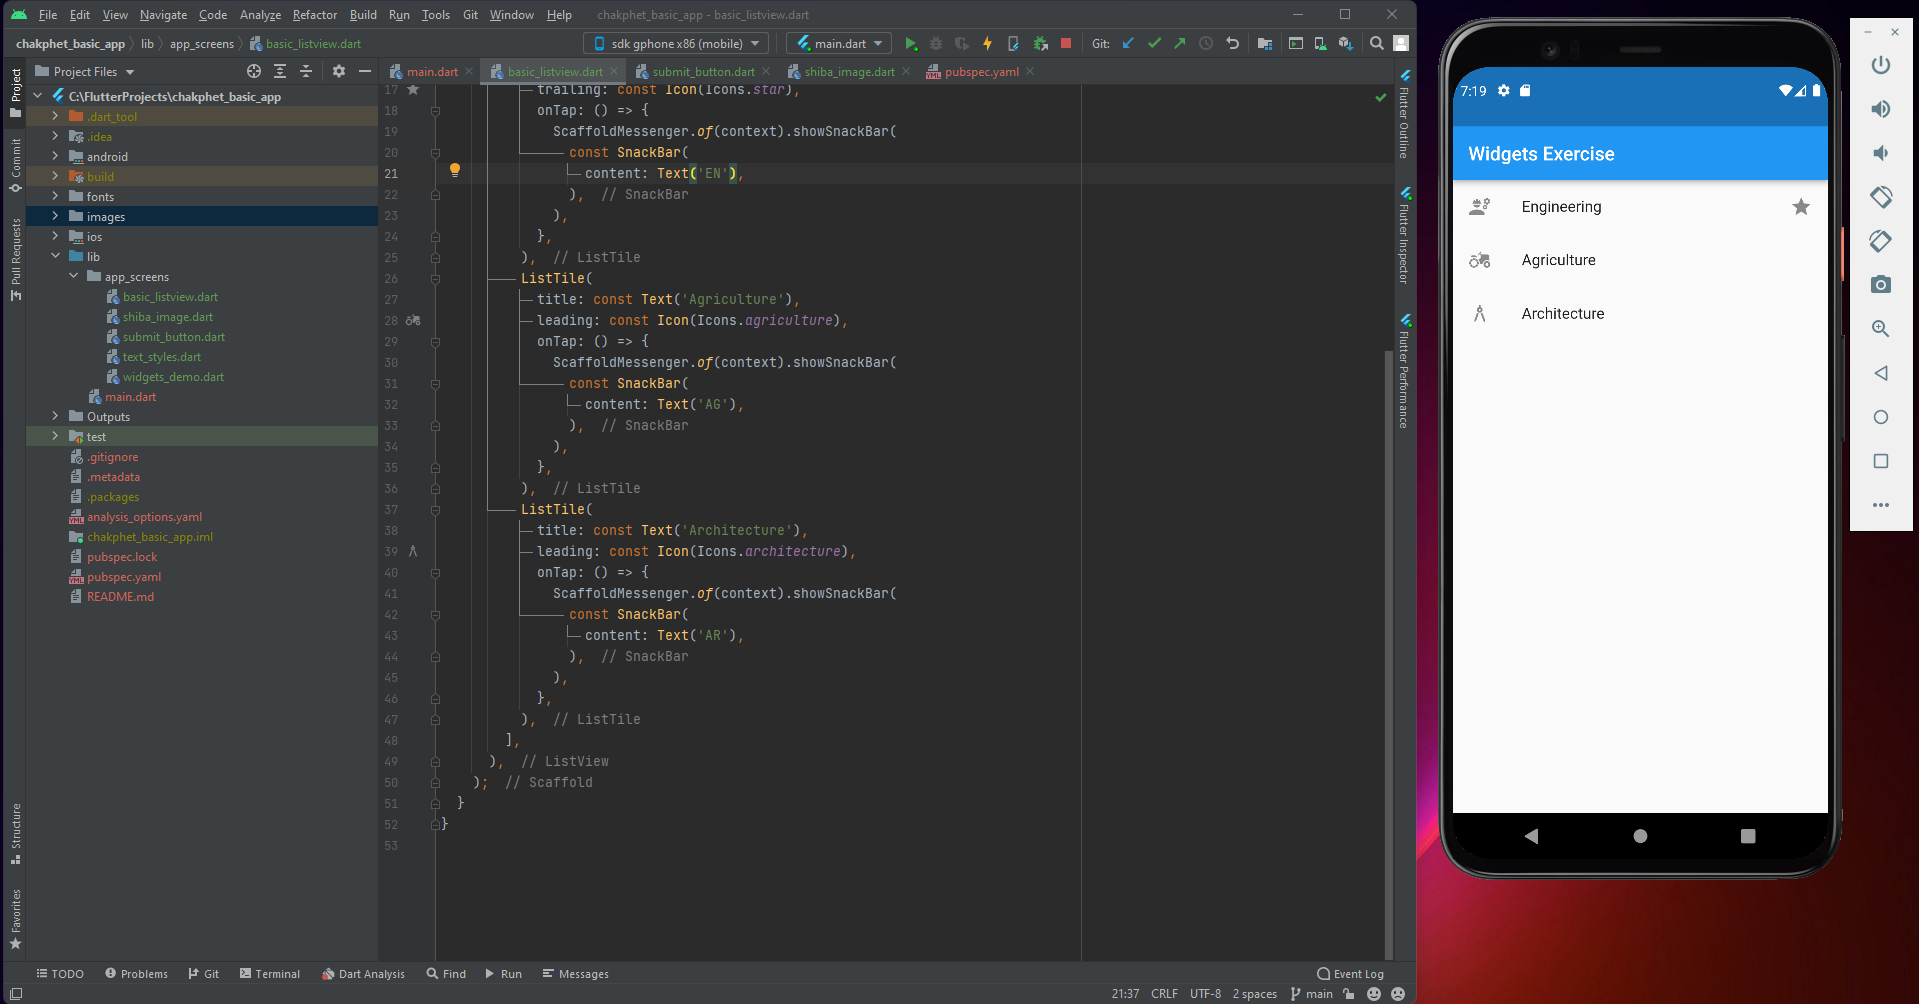 File Edit View Navigate Code Analyze Refactor Build Run Tools Git Window Help chakphet_basic_app - basic_listview.dart
chakphet_basic_app lib app_screens basic_listview.dart sdk gphone x86 (mobile) main.dart Git:
Project Files
main.dart basic_listview.dart submit_button.dart shiba_image.dart pubspec.yaml
Project
Commit
Pull Requests
Structure
Favorites
C:\FlutterProjects\chakphet_basic_app
.dart_tool
.idea
android
build
fonts
images
ios
lib
app_screens
basic_listview.dart
shiba_image.dart
submit_button.dart
text_styles.dart
widgets_demo.dart
main.dart
Outputs
test
.gitignore
.metadata
.packages
analysis_options.yaml
chakphet_basic_app.iml
pubspec.lock
pubspec.yaml
README.md
17 trailing: const Icon(Icons.star),
18 onTap: () => {
19 ScaffoldMessenger.of(context).showSnackBar(
20 const SnackBar(
21 content: Text('EN'),
22 ), // SnackBar
23 ),
24 },
25 ), // ListTile
26 ListTile(
27 title: const Text('Agriculture'),
28 leading: const Icon(Icons.agriculture),
29 onTap: () => {
30 ScaffoldMessenger.of(context).showSnackBar(
31 const SnackBar(
32 content: Text('AG'),
33 ), // SnackBar
34 ),
35 },
36 ), // ListTile
37 ListTile(
38 title: const Text('Architecture'),
39 leading: const Icon(Icons.architecture),
40 onTap: () => {
41 ScaffoldMessenger.of(context).showSnackBar(
42 const SnackBar(
43 content: Text('AR'),
44 ), // SnackBar
45 ),
46 },
47 ), // ListTile
48 ],
49 ), // ListView
50 ); // Scaffold
51 }
52 }
53
Flutter Outline
Flutter Inspector
Flutter Performance
TODO Problems Git Terminal Dart Analysis Find Run Messages Event Log
21:37 CRLF UTF-8 2 spaces main
7:19
Widgets Exercise
Engineering
Agriculture
Architecture